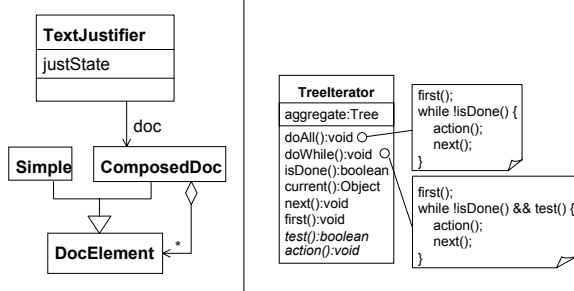 TextJustifier
justState
doc
Simple
ComposedDoc
DocElement
*
TreeIterator
aggregate:Tree
doAll():void
doWhile():void
isDone():boolean
current():Object
next():void
first():void
test():boolean
action():void
first();
while !isDone() {
action();
next();
}
first();
while !isDone() && test() {
action();
next();
}